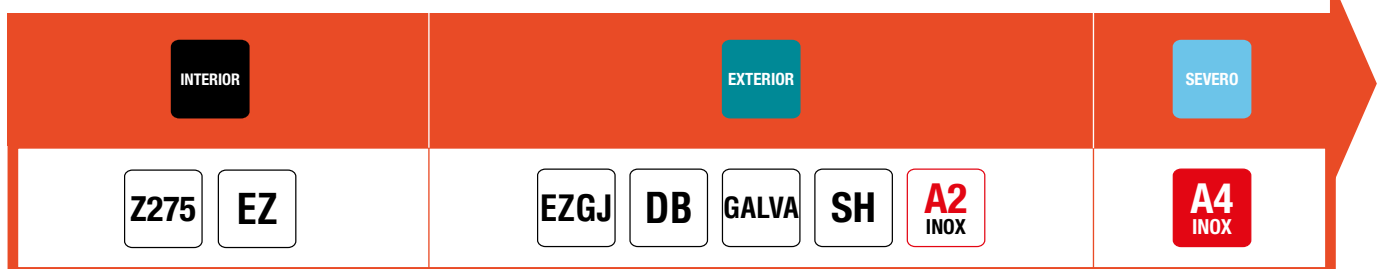 INTERIOR
EXTERIOR
SEVERO
Z275
EZ
EZGJ
DB
GALVA
SH
A2
INOX
A4
INOX